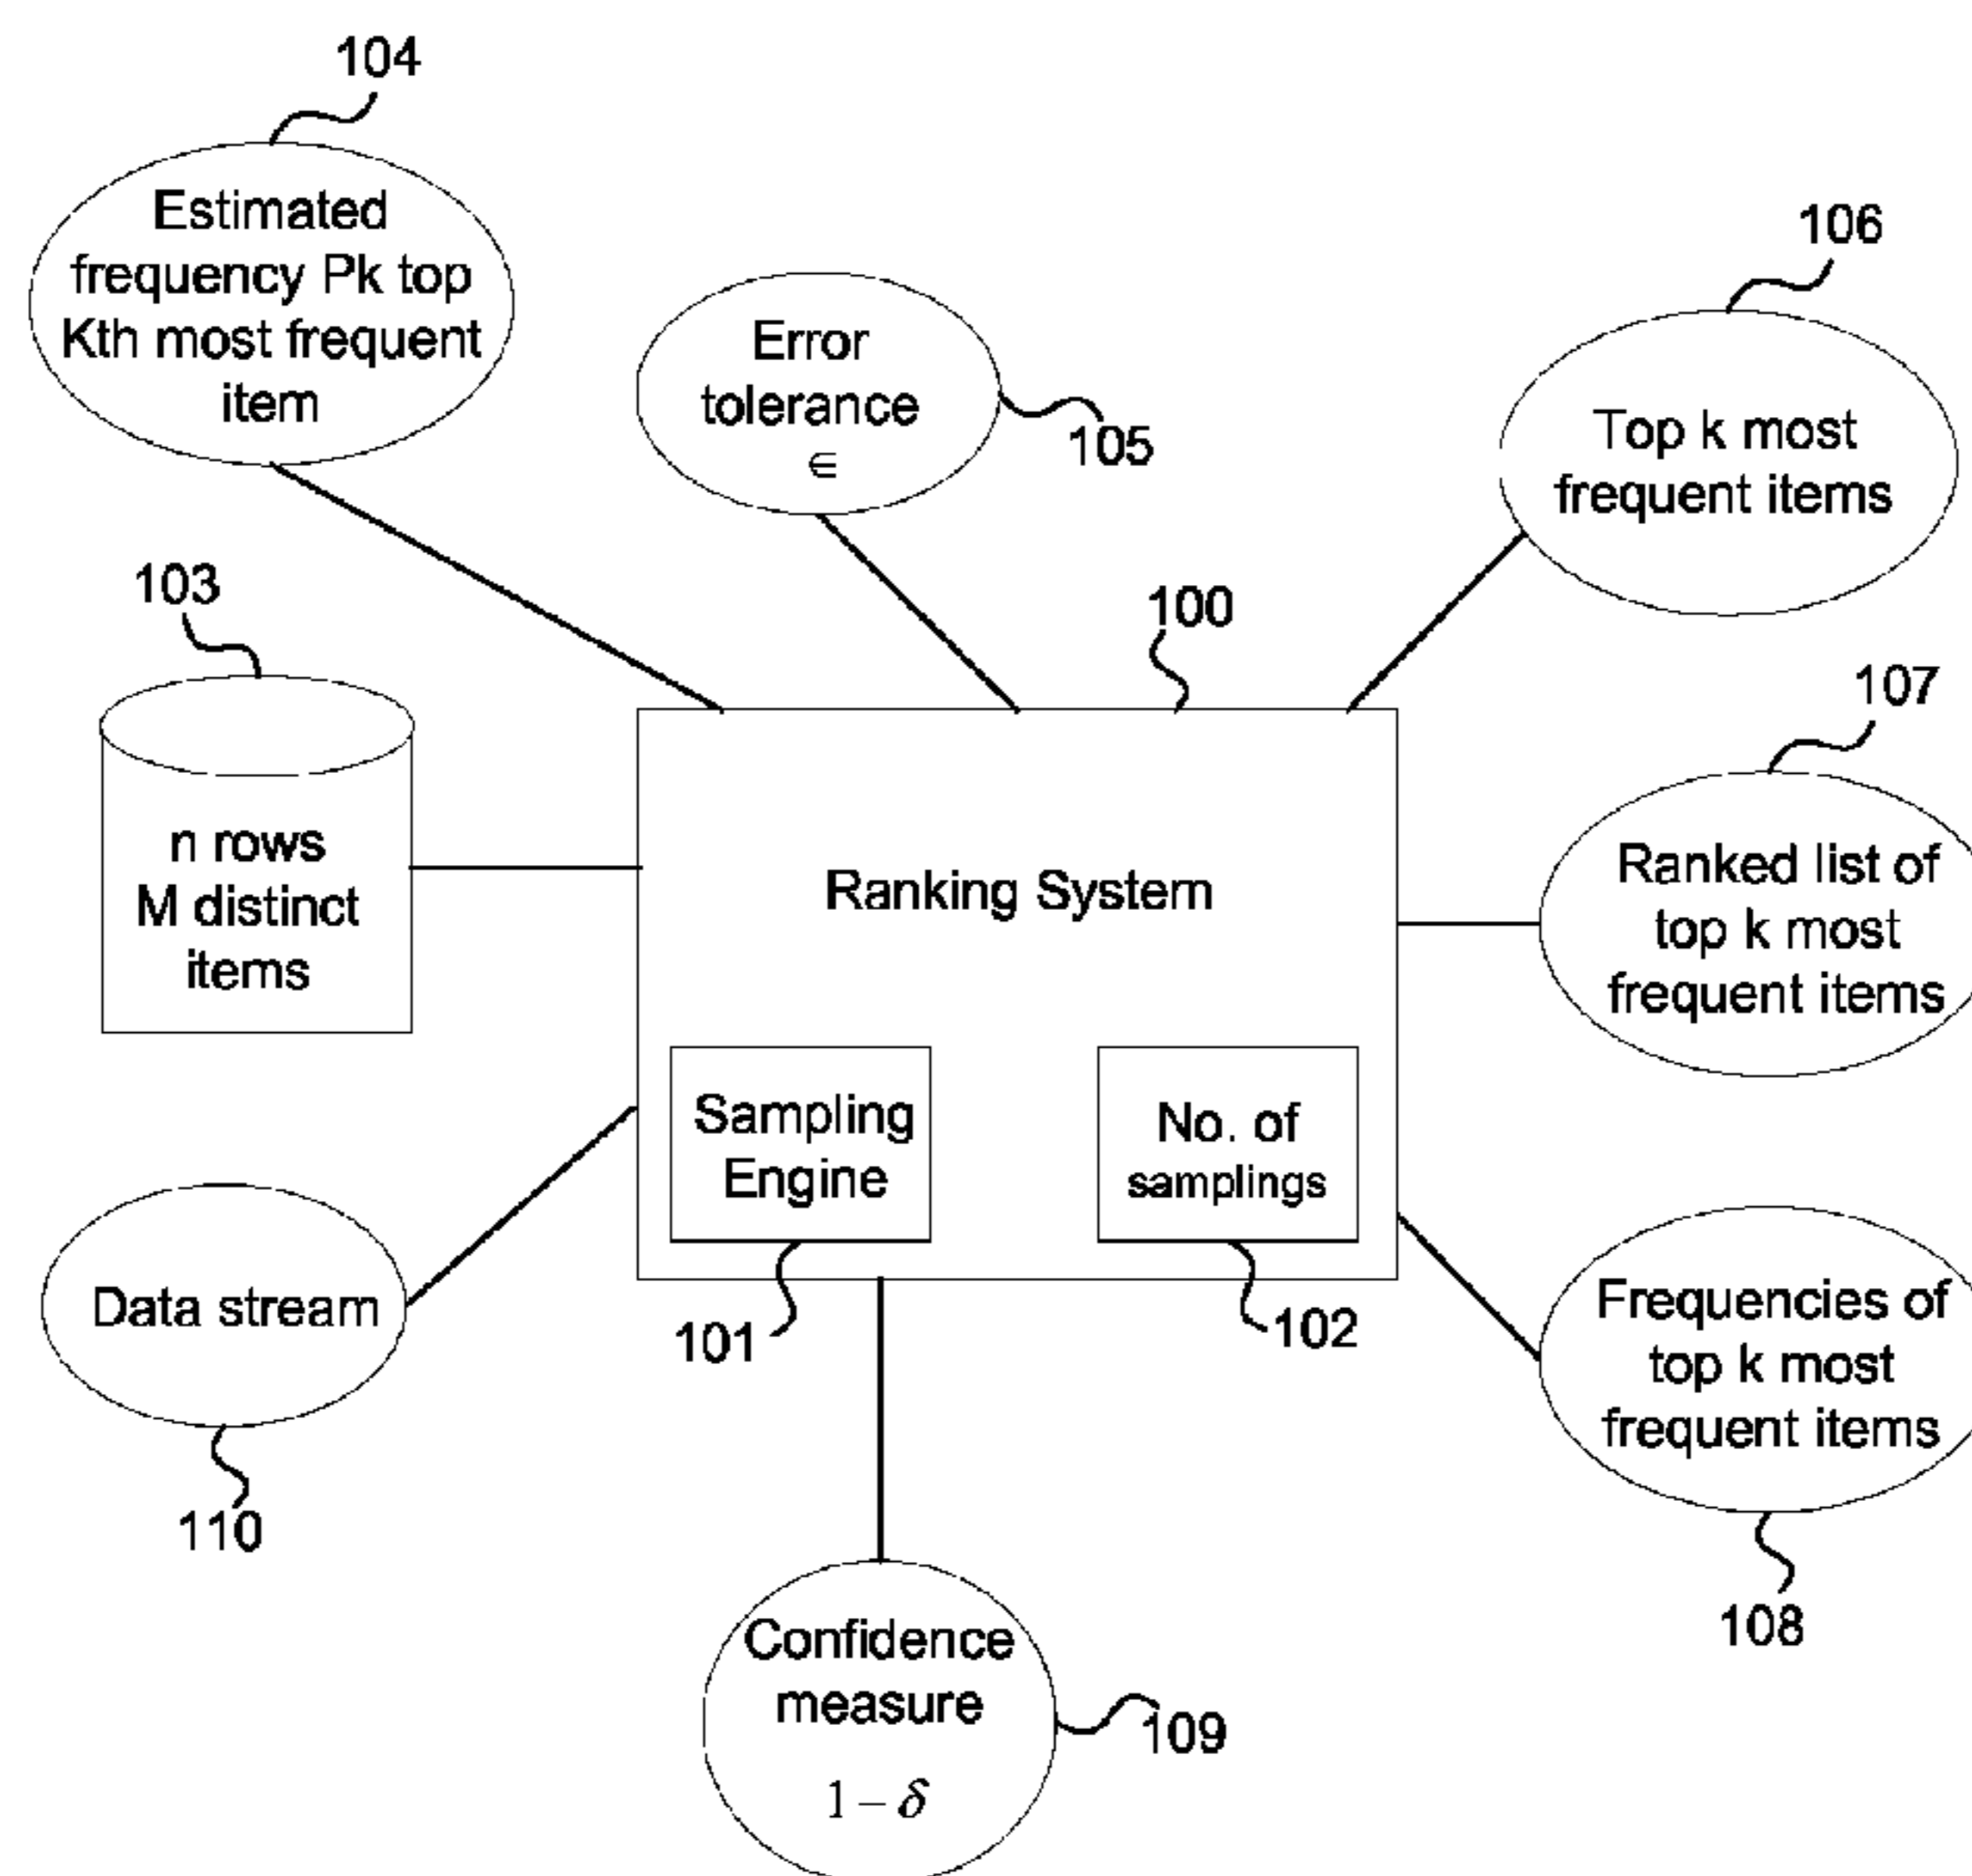 104
Estimated
frequency Pk top
Kth most frequent
item
Error
tolerance
∈
105
106
Top k most
frequent items
103
n rows
M distinct
items
100
Ranking System
107
Ranked list of
top k most
frequent items
Sampling
Engine
101
No. of
samplings
102
Data stream
110
Frequencies of
top k most
frequent items
108
Confidence
measure
1 – δ
109